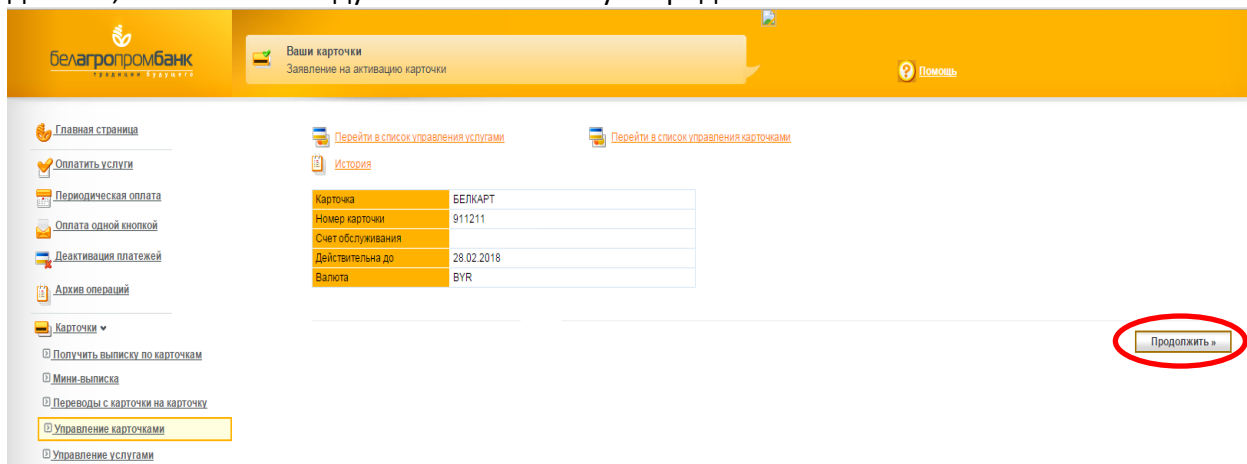 белагропромбанк
традиции будущего
Ваши карточки
Заявление на активацию карточки
Помощь
Главная страница
Оплатить услуги
Периодическая оплата
Оплата одной кнопкой
Деактивация платежей
Архив операций
Карточки
Получить выписку по карточкам
Мини-выписка
Переводы с карточки на карточку
Управление карточками
Управление услугами
Перейти в список управления услугами
Перейти в список управления карточками
История
Карточка БЕЛКАРТ
Номер карточки 911211
Счет обслуживания
Действительна до 28.02.2018
Валюта BYR
Продолжить »